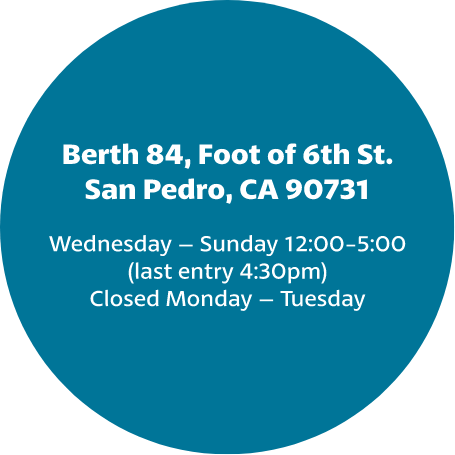 Berth 84, Foot of 6th St.
San Pedro, CA 90731
Wednesday – Sunday 12:00–5:00
(last entry 4:30pm)
Closed Monday – Tuesday